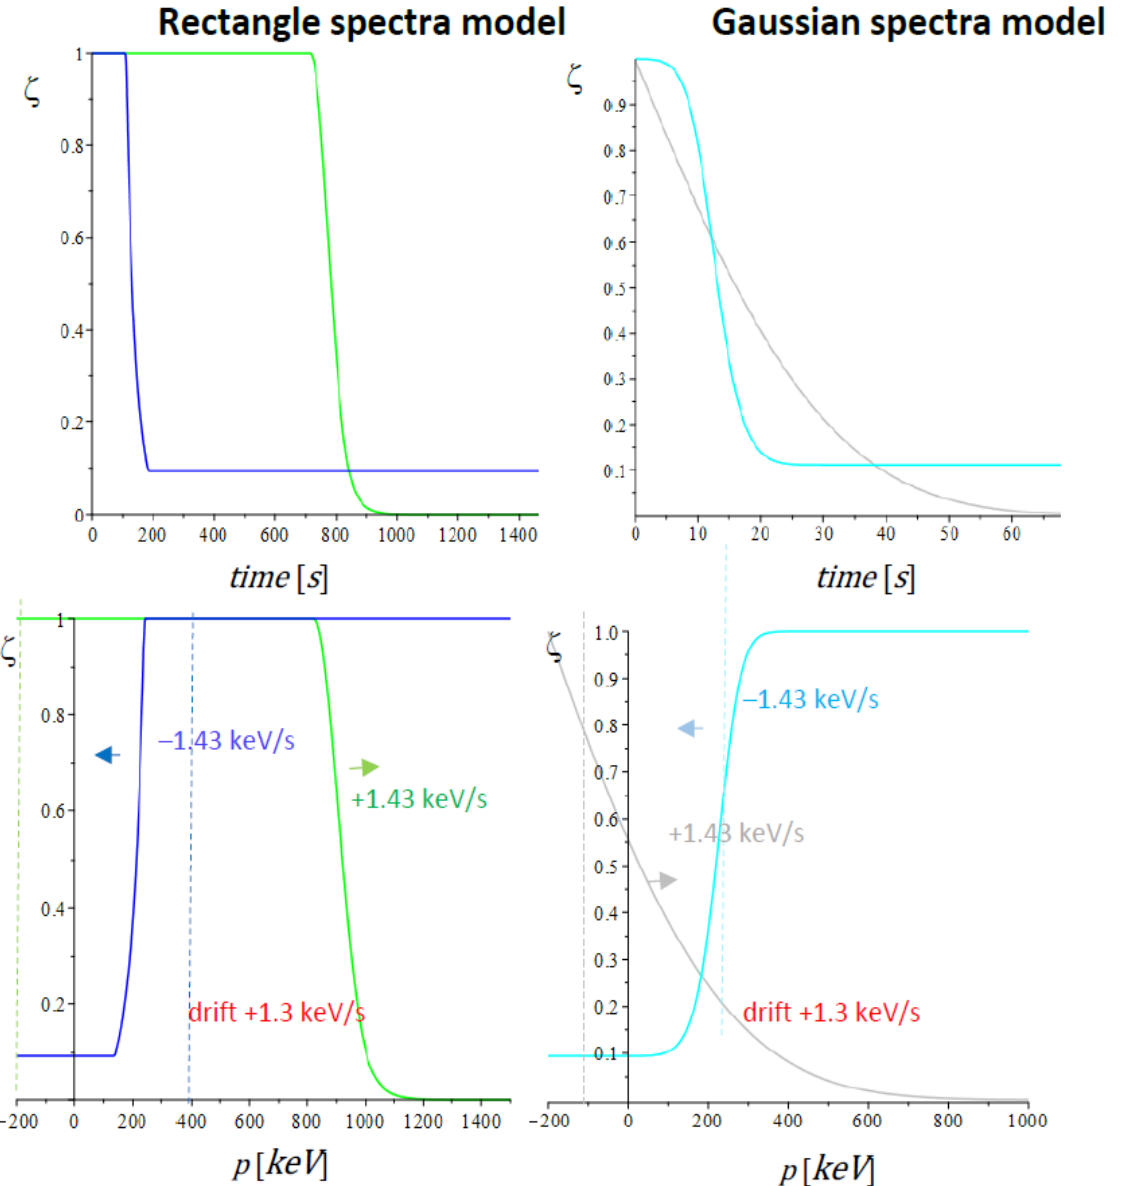 Rectangle spectra model
Gaussian spectra model
ζ
1
0.8
0.6
0.4
0.2
0
0 200 400 600 800 1000 1200 1400
time [s]
ζ
0.9
0.8
0.7
0.6
0.5
0.4
0.3
0.2
0.1
0 10 20 30 40 50 60
time [s]
ζ
1
0.8
0.6
0.4
0.2
−1.43 keV/s
+1.43 keV/s
drift +1.3 keV/s
−200 0 200 400 600 800 1000 1200 1400
p [keV]
ζ
1.0
0.9
0.8
0.7
0.6
0.5
0.4
0.3
0.2
0.1
−1.43 keV/s
+1.43 keV/s
drift +1.3 keV/s
−200 0 200 400 600 800 1000
p [keV]